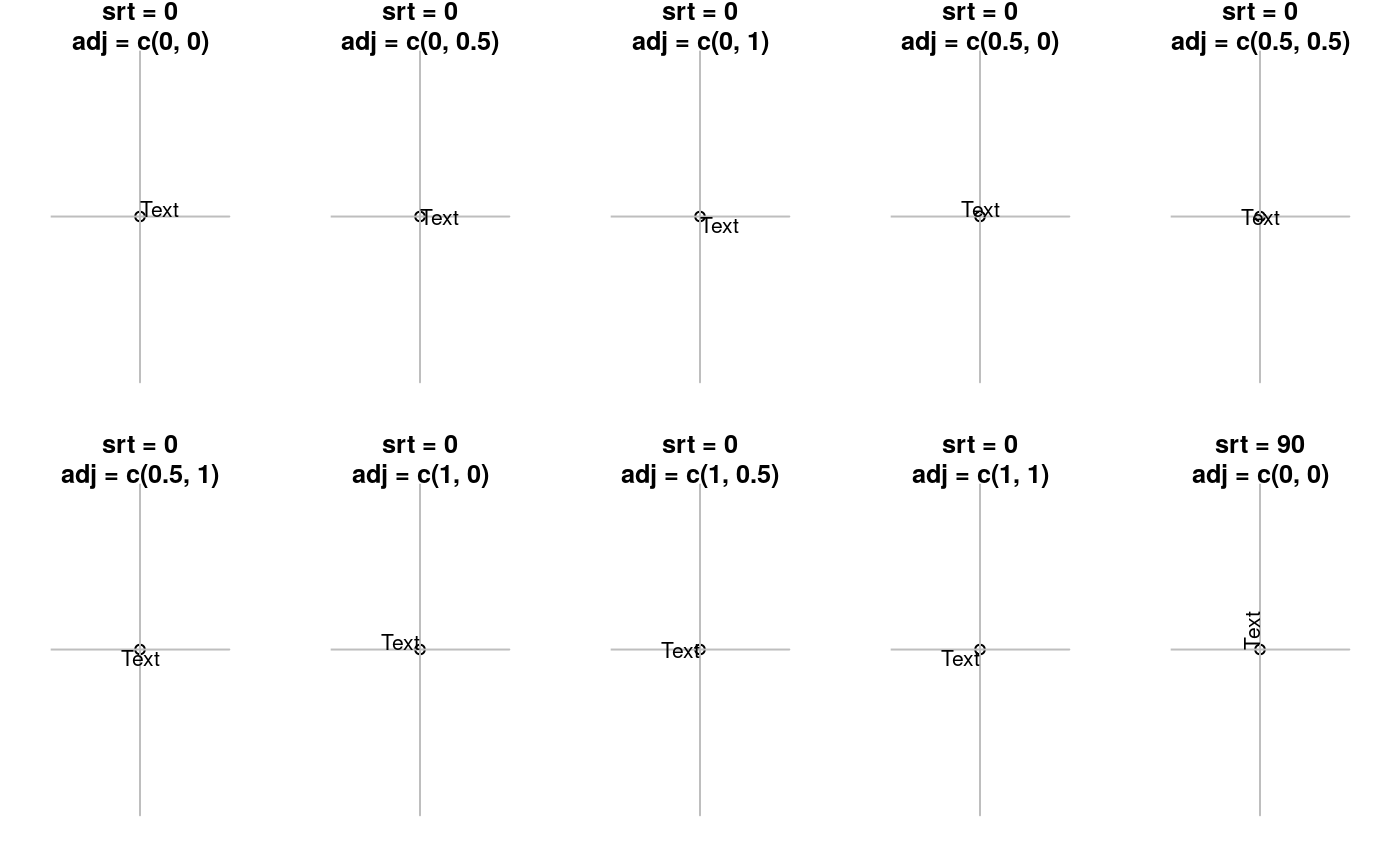 srt = 0
adj = c(0, 0)
Text
srt = 0
adj = c(0, 0.5)
Text
srt = 0
adj = c(0, 1)
Text
srt = 0
adj = c(0.5, 0)
Text
srt = 0
adj = c(0.5, 0.5)
Text
srt = 0
adj = c(0.5, 1)
Text
srt = 0
adj = c(1, 0)
Text
srt = 0
adj = c(1, 0.5)
Text
srt = 0
adj = c(1, 1)
Text
srt = 90
adj = c(0, 0)
Text